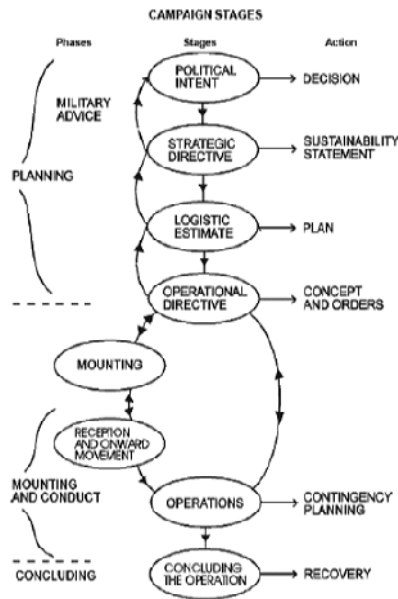 CAMPAIGN STAGES
Phases
Stages
Action
POLITICAL
INTENT
DECISION
MILITARY
ADVICE
STRATEGIC
DIRECTIVE
SUSTAINABILITY
STATEMENT
PLANNING
LOGISTIC
ESTIMATE
PLAN
OPERATIONAL
DIRECTIVE
CONCEPT
AND ORDERS
MOUNTING
RECEPTION
AND ONWARD
MOVEMENT
MOUNTING
AND CONDUCT
OPERATIONS
CONTINGENCY
PLANNING
CONCLUDING
CONCLUDING
THE OPERATION
RECOVERY